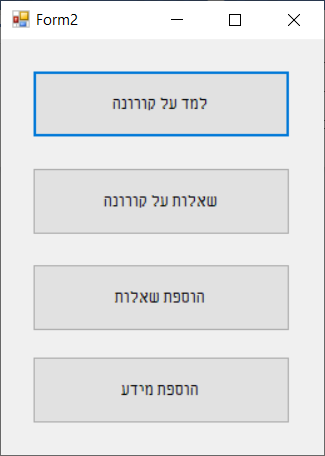 Form2
למד על קורונה
שאלות על קורונה
הוספת שאלות
הוספת מידע